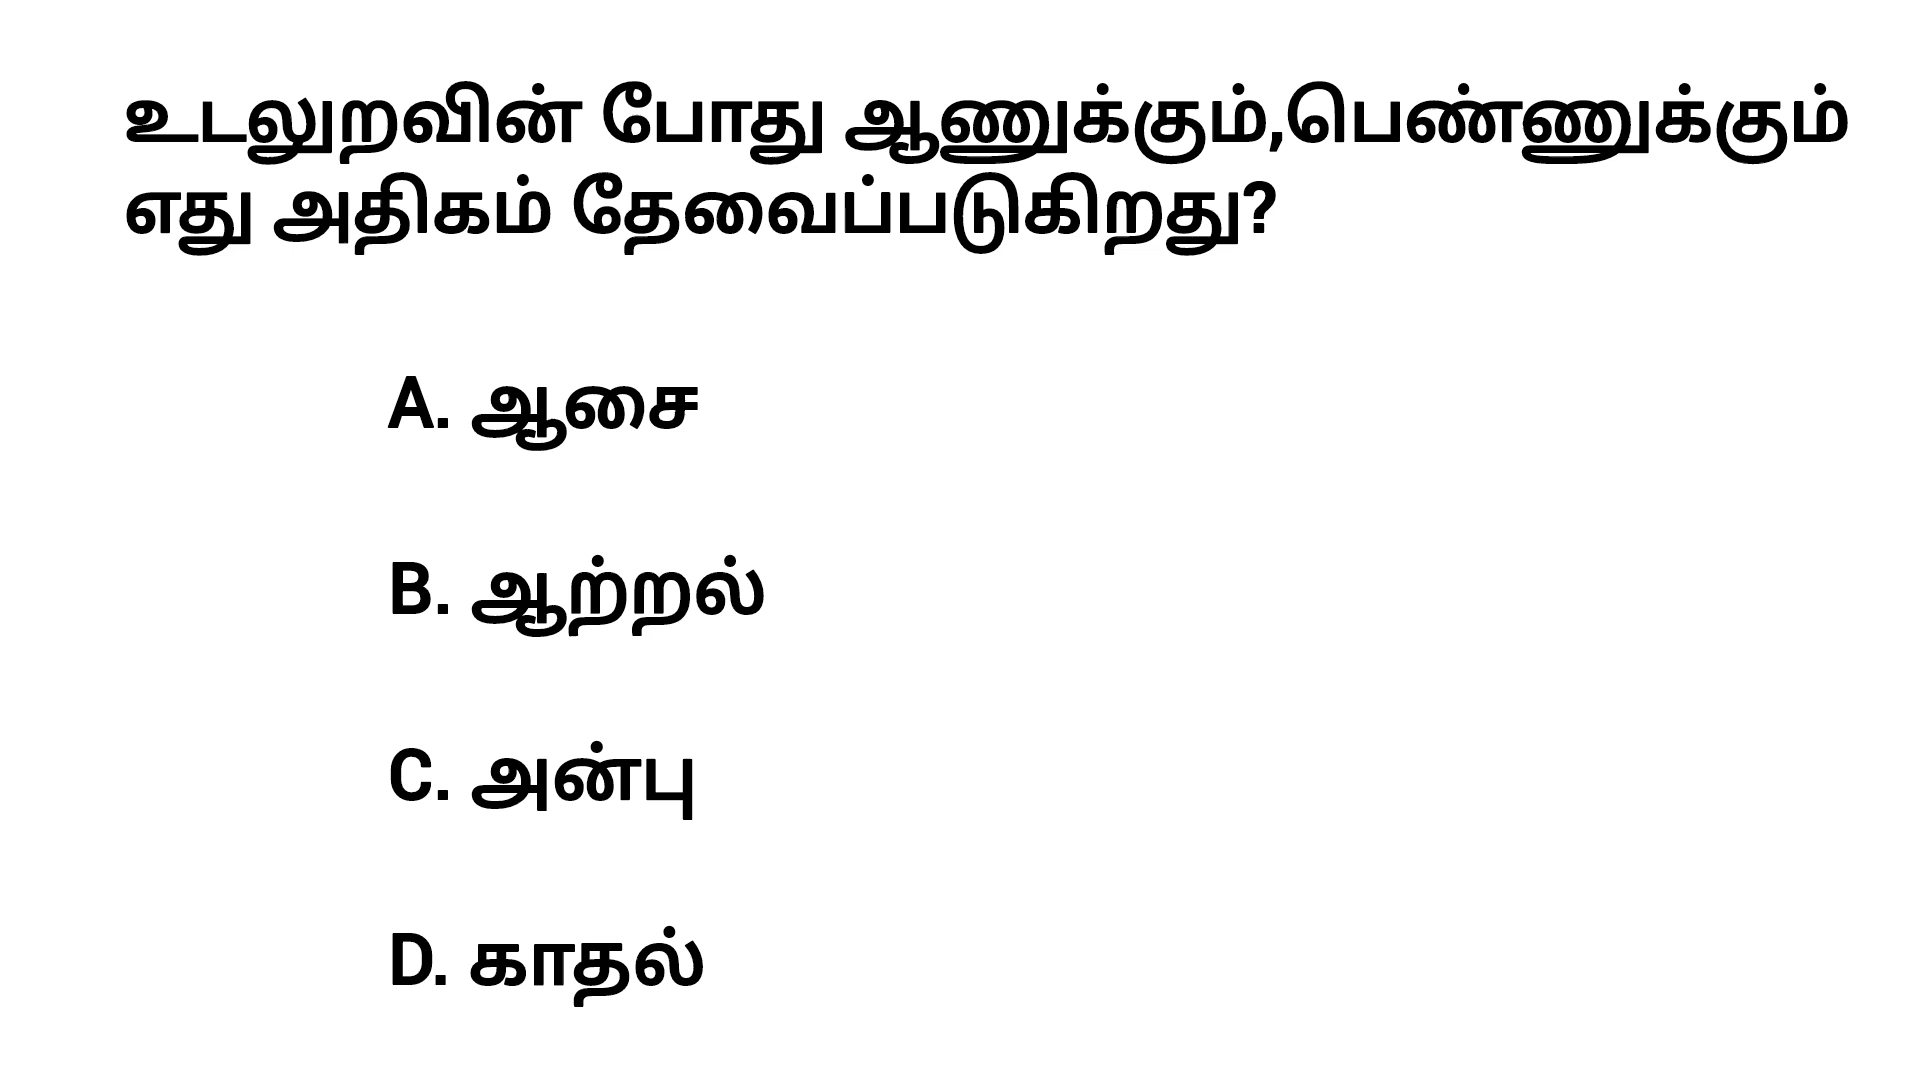 உடலுறவின் போது ஆணுக்கும்,பெண்ணுக்கும்
எது அதிகம் தேவைப்படுகிறது?
A. ஆசை
B. ஆற்றல்
C. அன்பு
D. காதல்